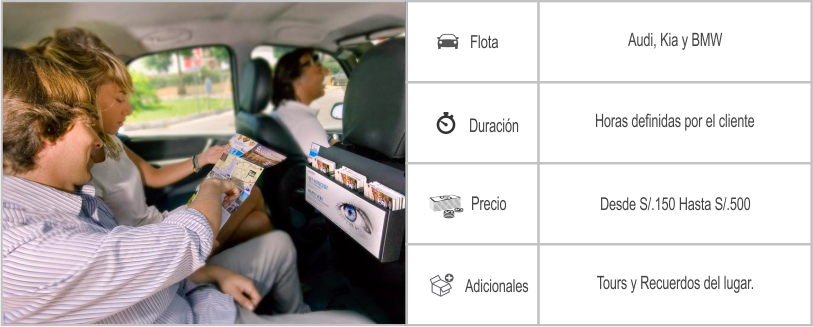 Flota
Audi, Kia y BMW
Duración
Horas definidas por el cliente
Precio
Desde S/.150 Hasta S/.500
Adicionales
Tours y Recuerdos del lugar.